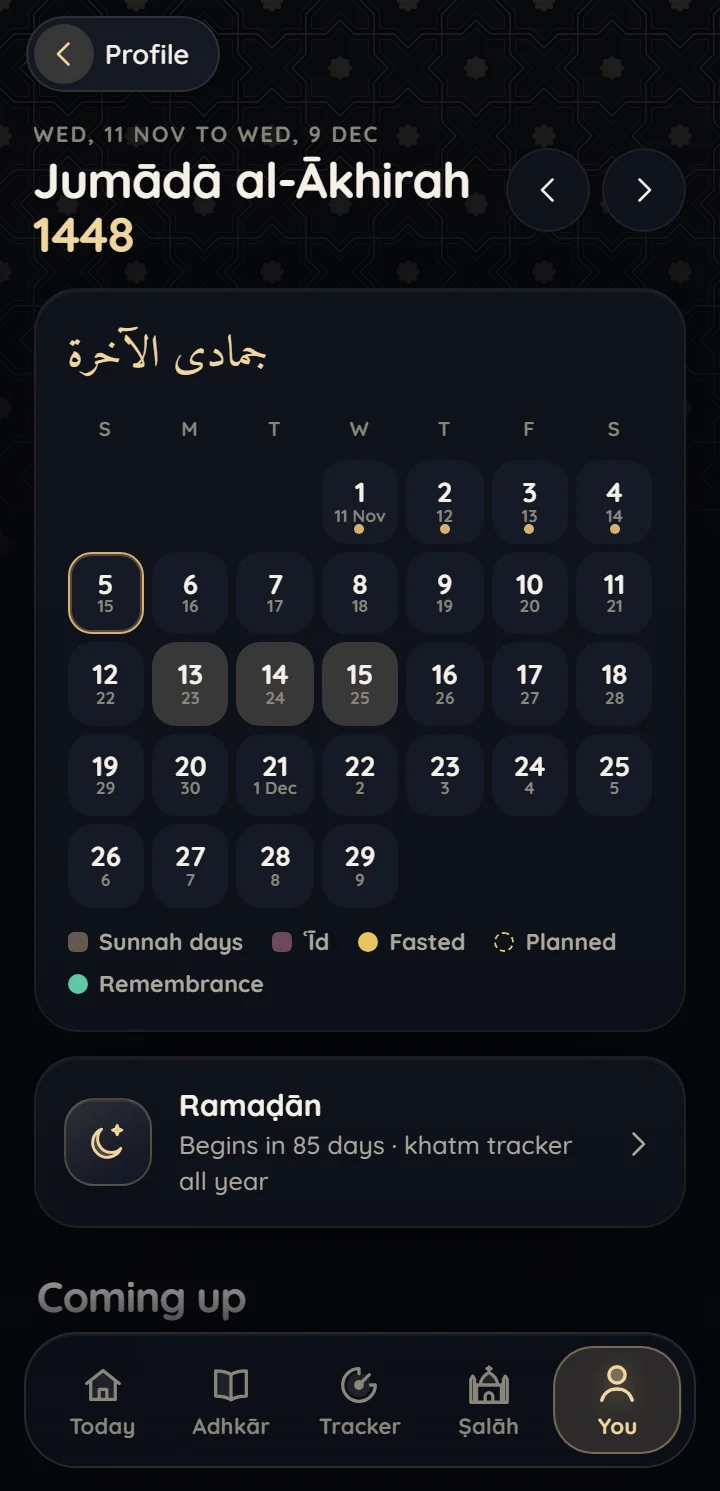 Profile
WED, 11 NOV TO WED, 9 DEC
Jumādā al-Ākhirah
1448
جمادى الآخرة
S M T W T F S
1 2 3 4
11 Nov 12 13 14
5 6 7 8 9 10 11
15 16 17 18 19 20 21
12 13 14 15 16 17 18
22 23 24 25 26 27 28
19 20 21 22 23 24 25
29 30 1 Dec 2 3 4 5
26 27 28 29
6 7 8 9
Sunnah days ʿĪd Fasted Planned
Remembrance
Ramaḍān
Begins in 85 days · khatm tracker
all year
Coming up
Today Adhkār Tracker Ṣalāh You